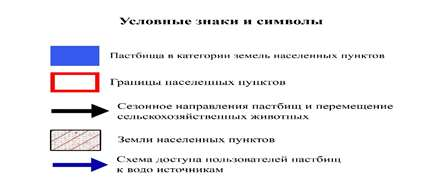 Условные знаки и символы
Пастбища в категории земель населенных пунктов
Границы населенных пунктов
Сезонное направления пастбищ и перемещение
сельскохозяйственных животных
Земли населенных пунктов
Схема доступа пользователей пастбищ
к водо источникам